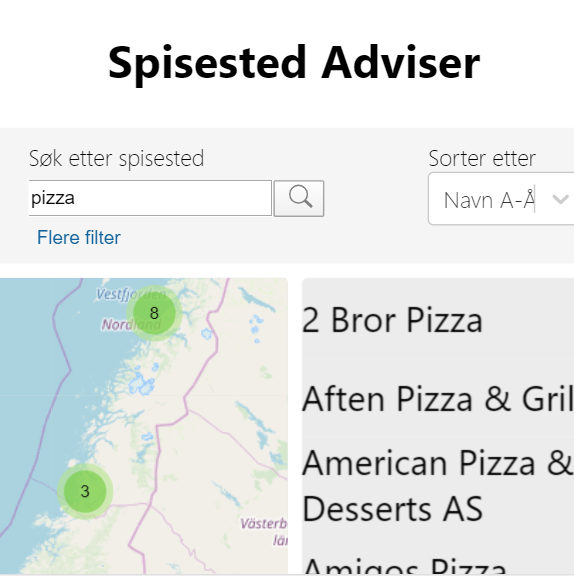 Spisested Adviser
Søk etter spisested
Sorter etter
pizza
Navn A-Å
Flere filter
Vestfjorden
8
Nordland
3
Västerb
län
2 Bror Pizza
Aften Pizza & Gril
American Pizza &
Desserts AS
Amigos Pizza